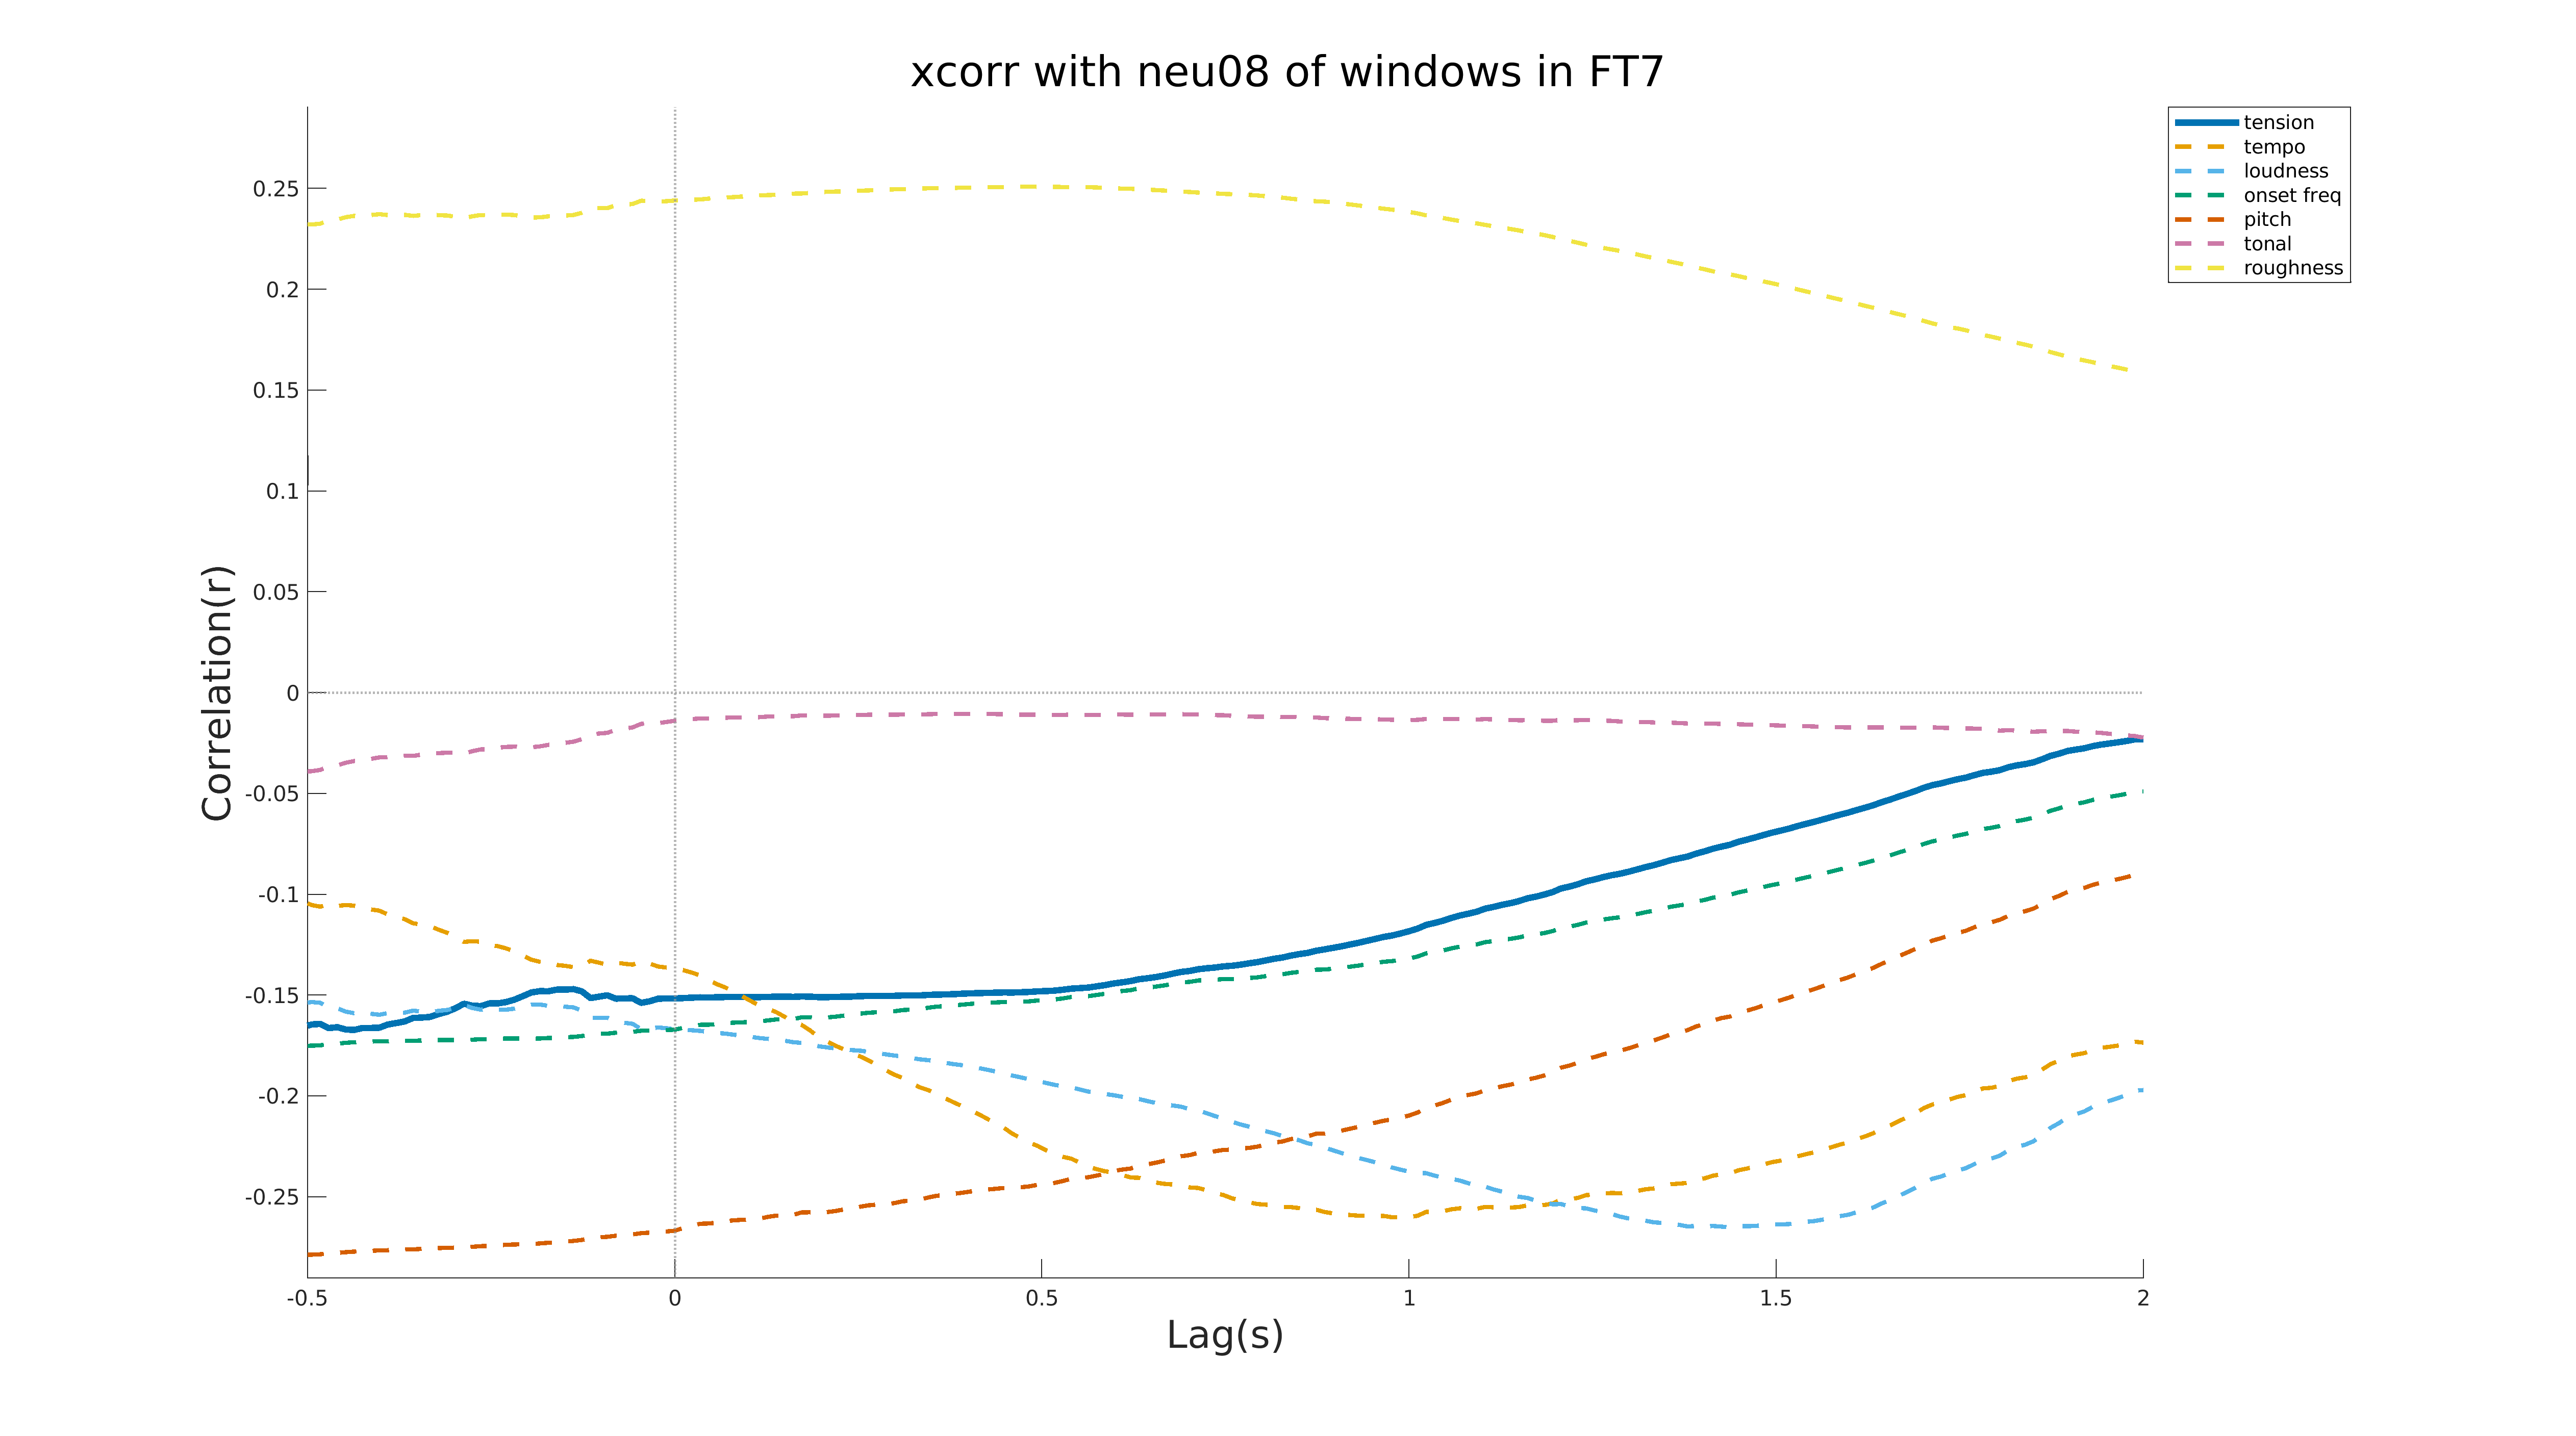 xcorr with neu08 of windows in FT7
tension
tempo
loudness
onset freq
pitch
tonal
roughness
Correlation(r)
0.25
0.2
0.15
0.1
0.05
0
-0.05
-0.1
-0.15
-0.2
-0.25
-0.5
0
0.5
1
1.5
2
Lag(s)